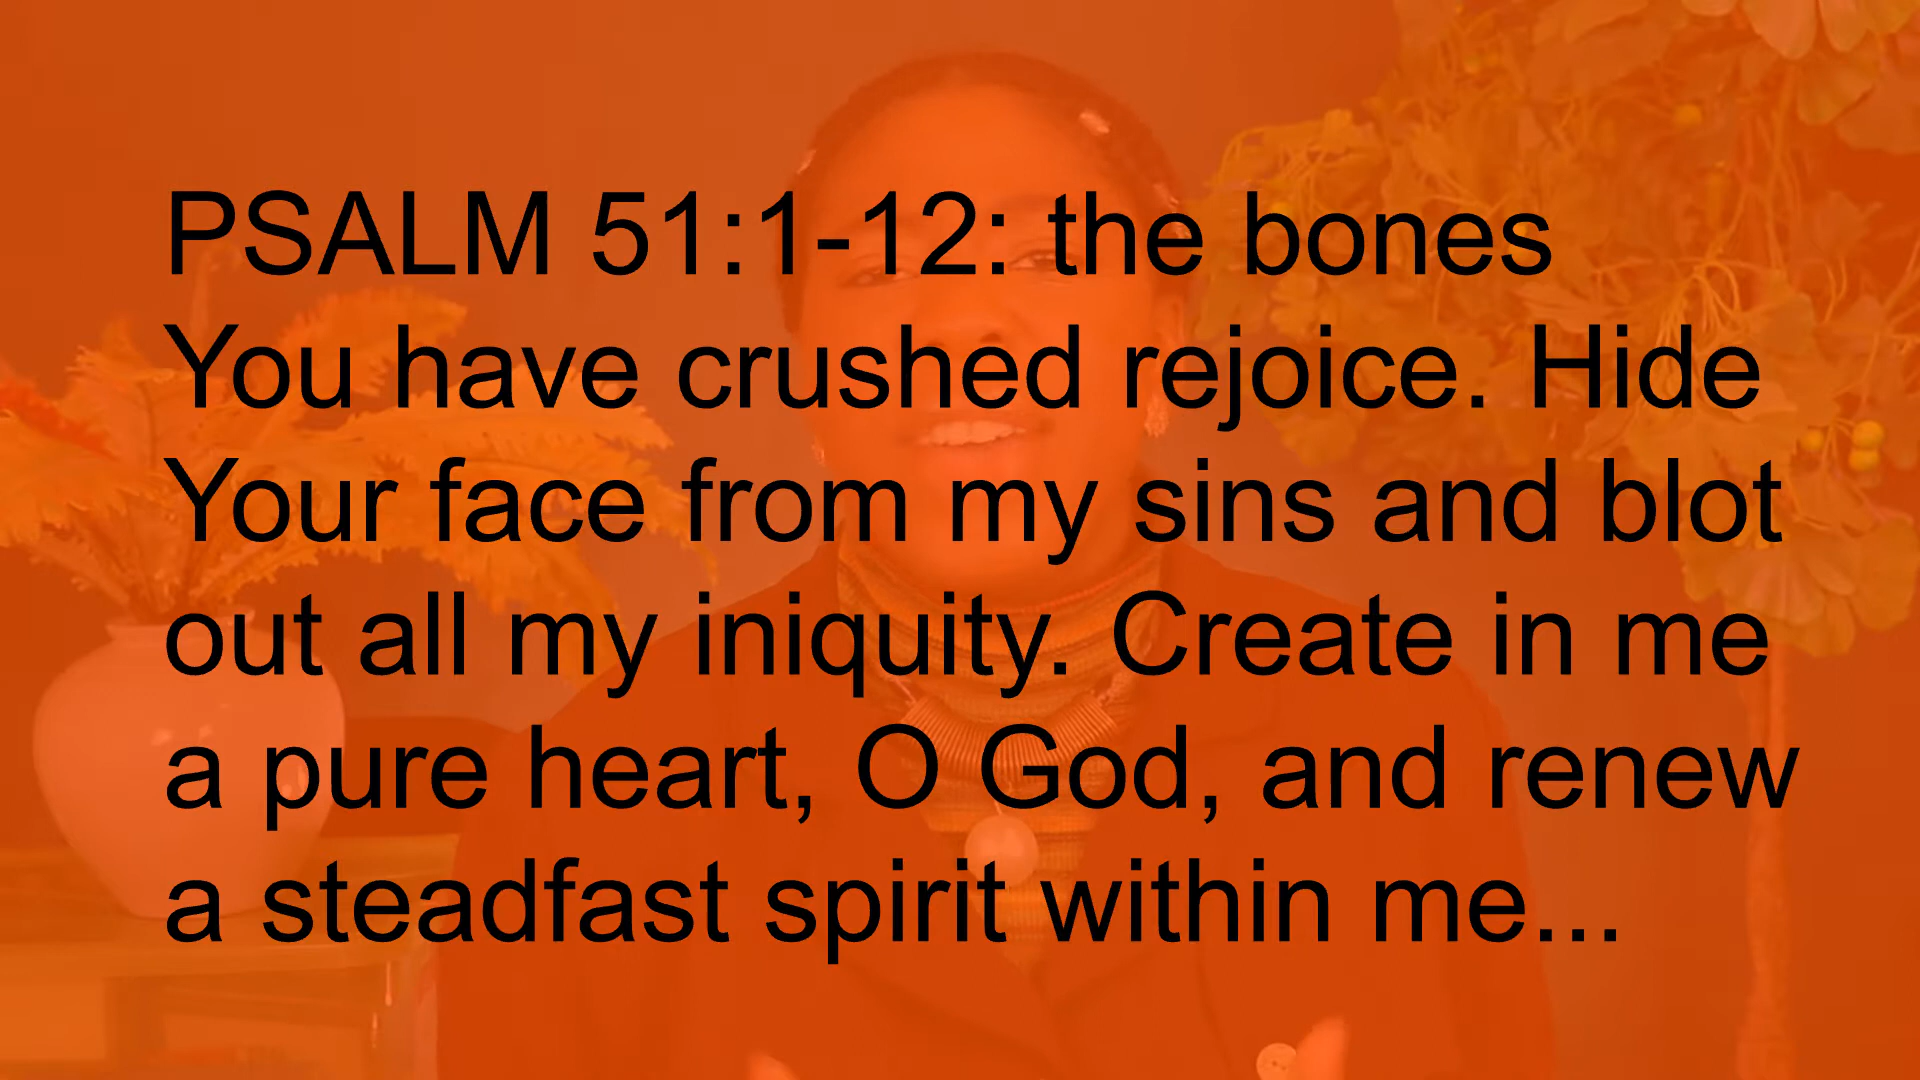 PSALM 51:1-12: the bones
You have crushed rejoice. Hide
Your face from my sins and blot
out all my iniquity. Create in me
a pure heart, O God, and renew
a steadfast spirit within me...